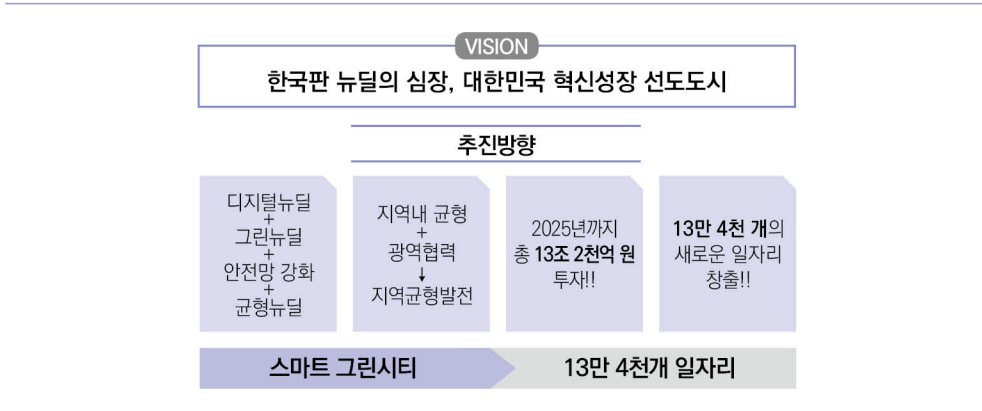 VISION
한국판 뉴딜의 심장, 대한민국 혁신성장 선도도시
추진방향
디지털뉴딜
+
그린뉴딜
+
안전망 강화
+
균형뉴딜
지역내 균형
+
광역협력
↓
지역균형발전
2025년까지
총 13조 2천억 원
투자!!
13만 4천 개의
새로운 일자리
창출!!
스마트 그린시티
13만 4천개 일자리